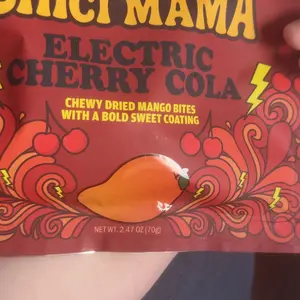 MAMA
ELECTRIC
CHERRY COLA
CHEWY DRIED MANGO BITES
WITH A BOLD SWEET COATING
NET WT. 2.47 OZ (70g)